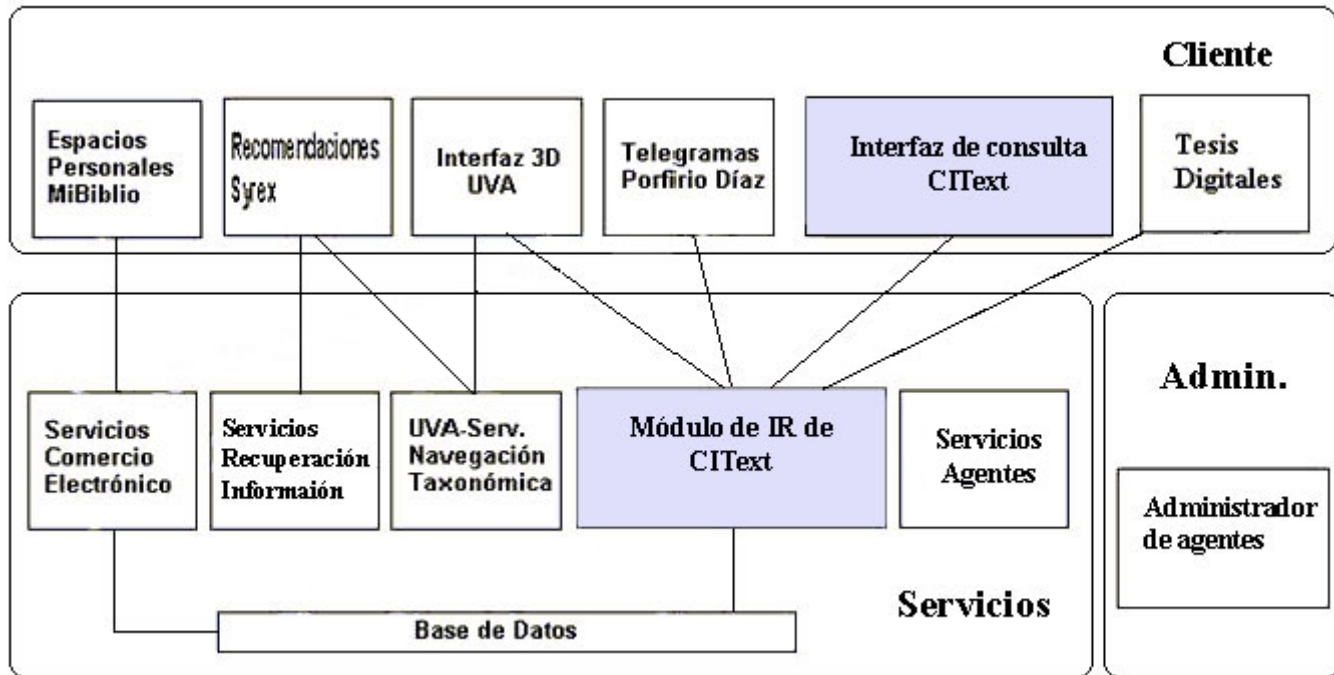 Cliente
Espacios
Personales
MiBiblio
Recomendaciones
Syrex
Interfaz 3D
UVA
Telegramas
Porfirio Díaz
Interfaz de consulta
CIText
Tesis
Digitales
Servicios
Comercio
Electrónico
Servicios
Recuperación
Informaión
UVA-Serv.
Navegación
Taxonómica
Módulo de IR de
CIText
Servicios
Agentes
Base de Datos
Servicios
Admin.
Administrador
de agentes